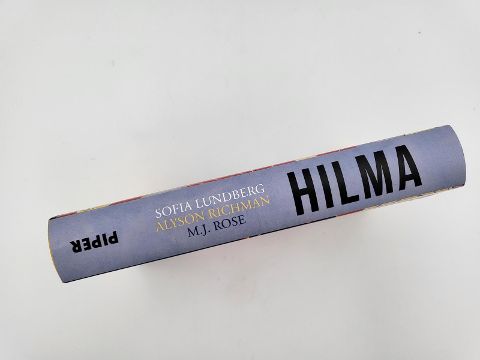 SOFIA LUNDBERG
ALYSON RICHMAN
M.J. ROSE
HILMA
PIPER